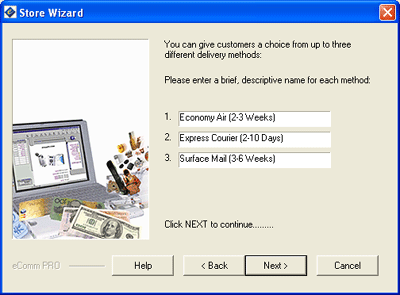 Store Wizard
You can give customers a choice from up to three
different delivery methods:
Please enter a brief, descriptive name for each method:
1. Economy Air (2-3 Weeks)
2. Express Courier (2-10 Days)
3. Surface Mail (3-6 Weeks)
Click NEXT to continue.........
eComm PRO
Help
< Back
Next >
Cancel